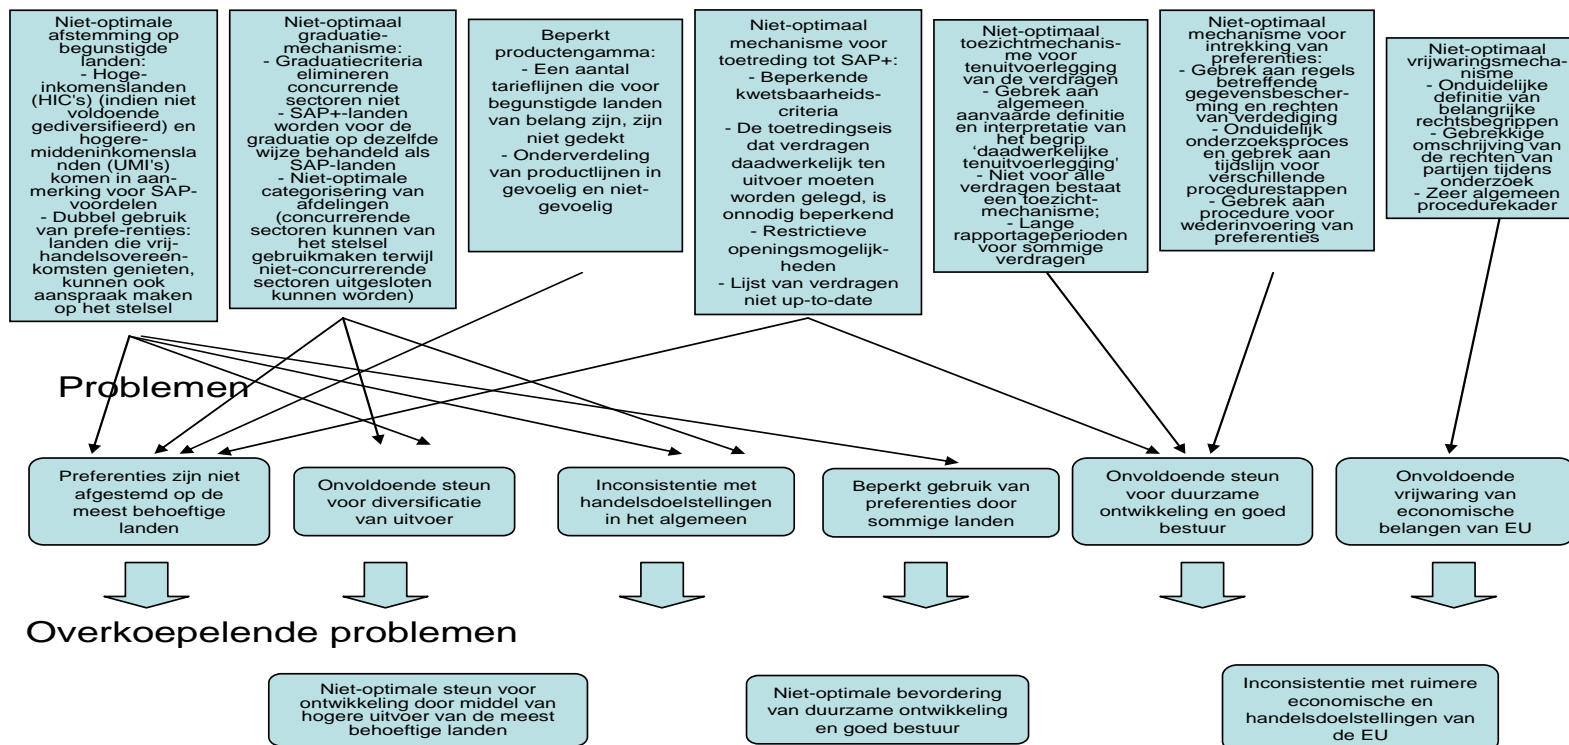 Niet-optimale
afstemming op
begunstigde
landen:
- Hoge-
inkomenslanden
(HIC's) (indien niet
voldoende
gediversifieerd) en
hogere-
middeninkomensla
nden (UMI's)
komen in aan-
merking voor SAP-
voordelen
- Dubbel gebruik
van prefe-renties:
landen die vrij-
handelsovereen-
komsten genieten,
kunnen ook
aanspraak maken
op het stelsel
Niet-optimaal
graduatie-
mechanisme:
- Graduatiecriteria
elimineren
concurrende
sectoren niet
- SAP+-landen
worden voor de
graduatie op dezelfde
wijze behandeld als
SAP-landen
- Niet-optimale
categorisering van
afdelingen
(concurrerende
sectoren kunnen van
het stelsel
gebruikmaken terwijl
niet-concurrerende
sectoren uitgesloten
kunnen worden)
Beperkt
productengamma:
- Een aantal
tarieflijnen die voor
begunstigde landen
van belang zijn, zijn
niet gedekt
- Onderverdeling
van productlijnen in
gevoelig en niet-
gevoelig
Niet-optimaal
mechanisme voor
toetreding tot SAP+:
- Beperkende
kwetsbaarheids-
criteria
- De toetredingseis
dat verdragen
daadwerkelijk ten
uitvoer moeten
worden gelegd, is
onnodig beperkend
- Restrictieve
openingsmogelijk-
heden
- Lijst van verdragen
niet up-to-date
Niet-optimaal
toezichtmechanis-
sme voor
tenuitvoerlegging
van de verdragen
- Gebrek aan
algemeen
aanvaarde definitie
en interpretatie van
het begrip
'daadwerkelijke
tenuitvoerlegging'
- Niet voor alle
verdragen bestaat
een toezicht-
mechanisme;
- Lange
rapportageperioden
voor sommige
verdragen
Niet-optimaal
mechanisme voor
intrekking van
preferenties:
- Gebrek aan regels
betreffende
gegevensbescher-
ming en rechten
van verdediging
- Onduidelijk
onderzoeksproces
en gebrek aan
tijdslijn voor
verschillende
procedurestappen
- Gebrek aan
procedure voor
wederinvoering van
preferenties
Niet-optimaal
vrijwaringsmecha-
nisme
- Onduidelijke
definitie van
belangrijke
rechtsbegrippen
- Gebrekkige
omschrijving van
de rechten van
partijen tijdens
onderzoek
- Zeer algemeen
procedurekader
Problemen
Preferenties zijn niet
afgestemd op de
meest behoeftige
landen
Onvoldoende steun
voor diversificatie
van uitvoer
Inconsistentie met
handelsdoelstellingen
in het algemeen
Beperkt gebruik van
preferenties door
sommige landen
Onvoldoende steun
voor duurzame
ontwikkeling en goed
bestuur
Onvoldoende
vrijwaring van
economische
belangen van EU
Overkoepelende problemen
Niet-optimale steun voor
ontwikkeling door middel van
hogere uitvoer van de meest
behoeftige landen
Niet-optimale bevordering
van duurzame ontwikkeling
en goed bestuur
Inconsistentie met ruimere
economische en
handelsdoelstellingen van
de EU